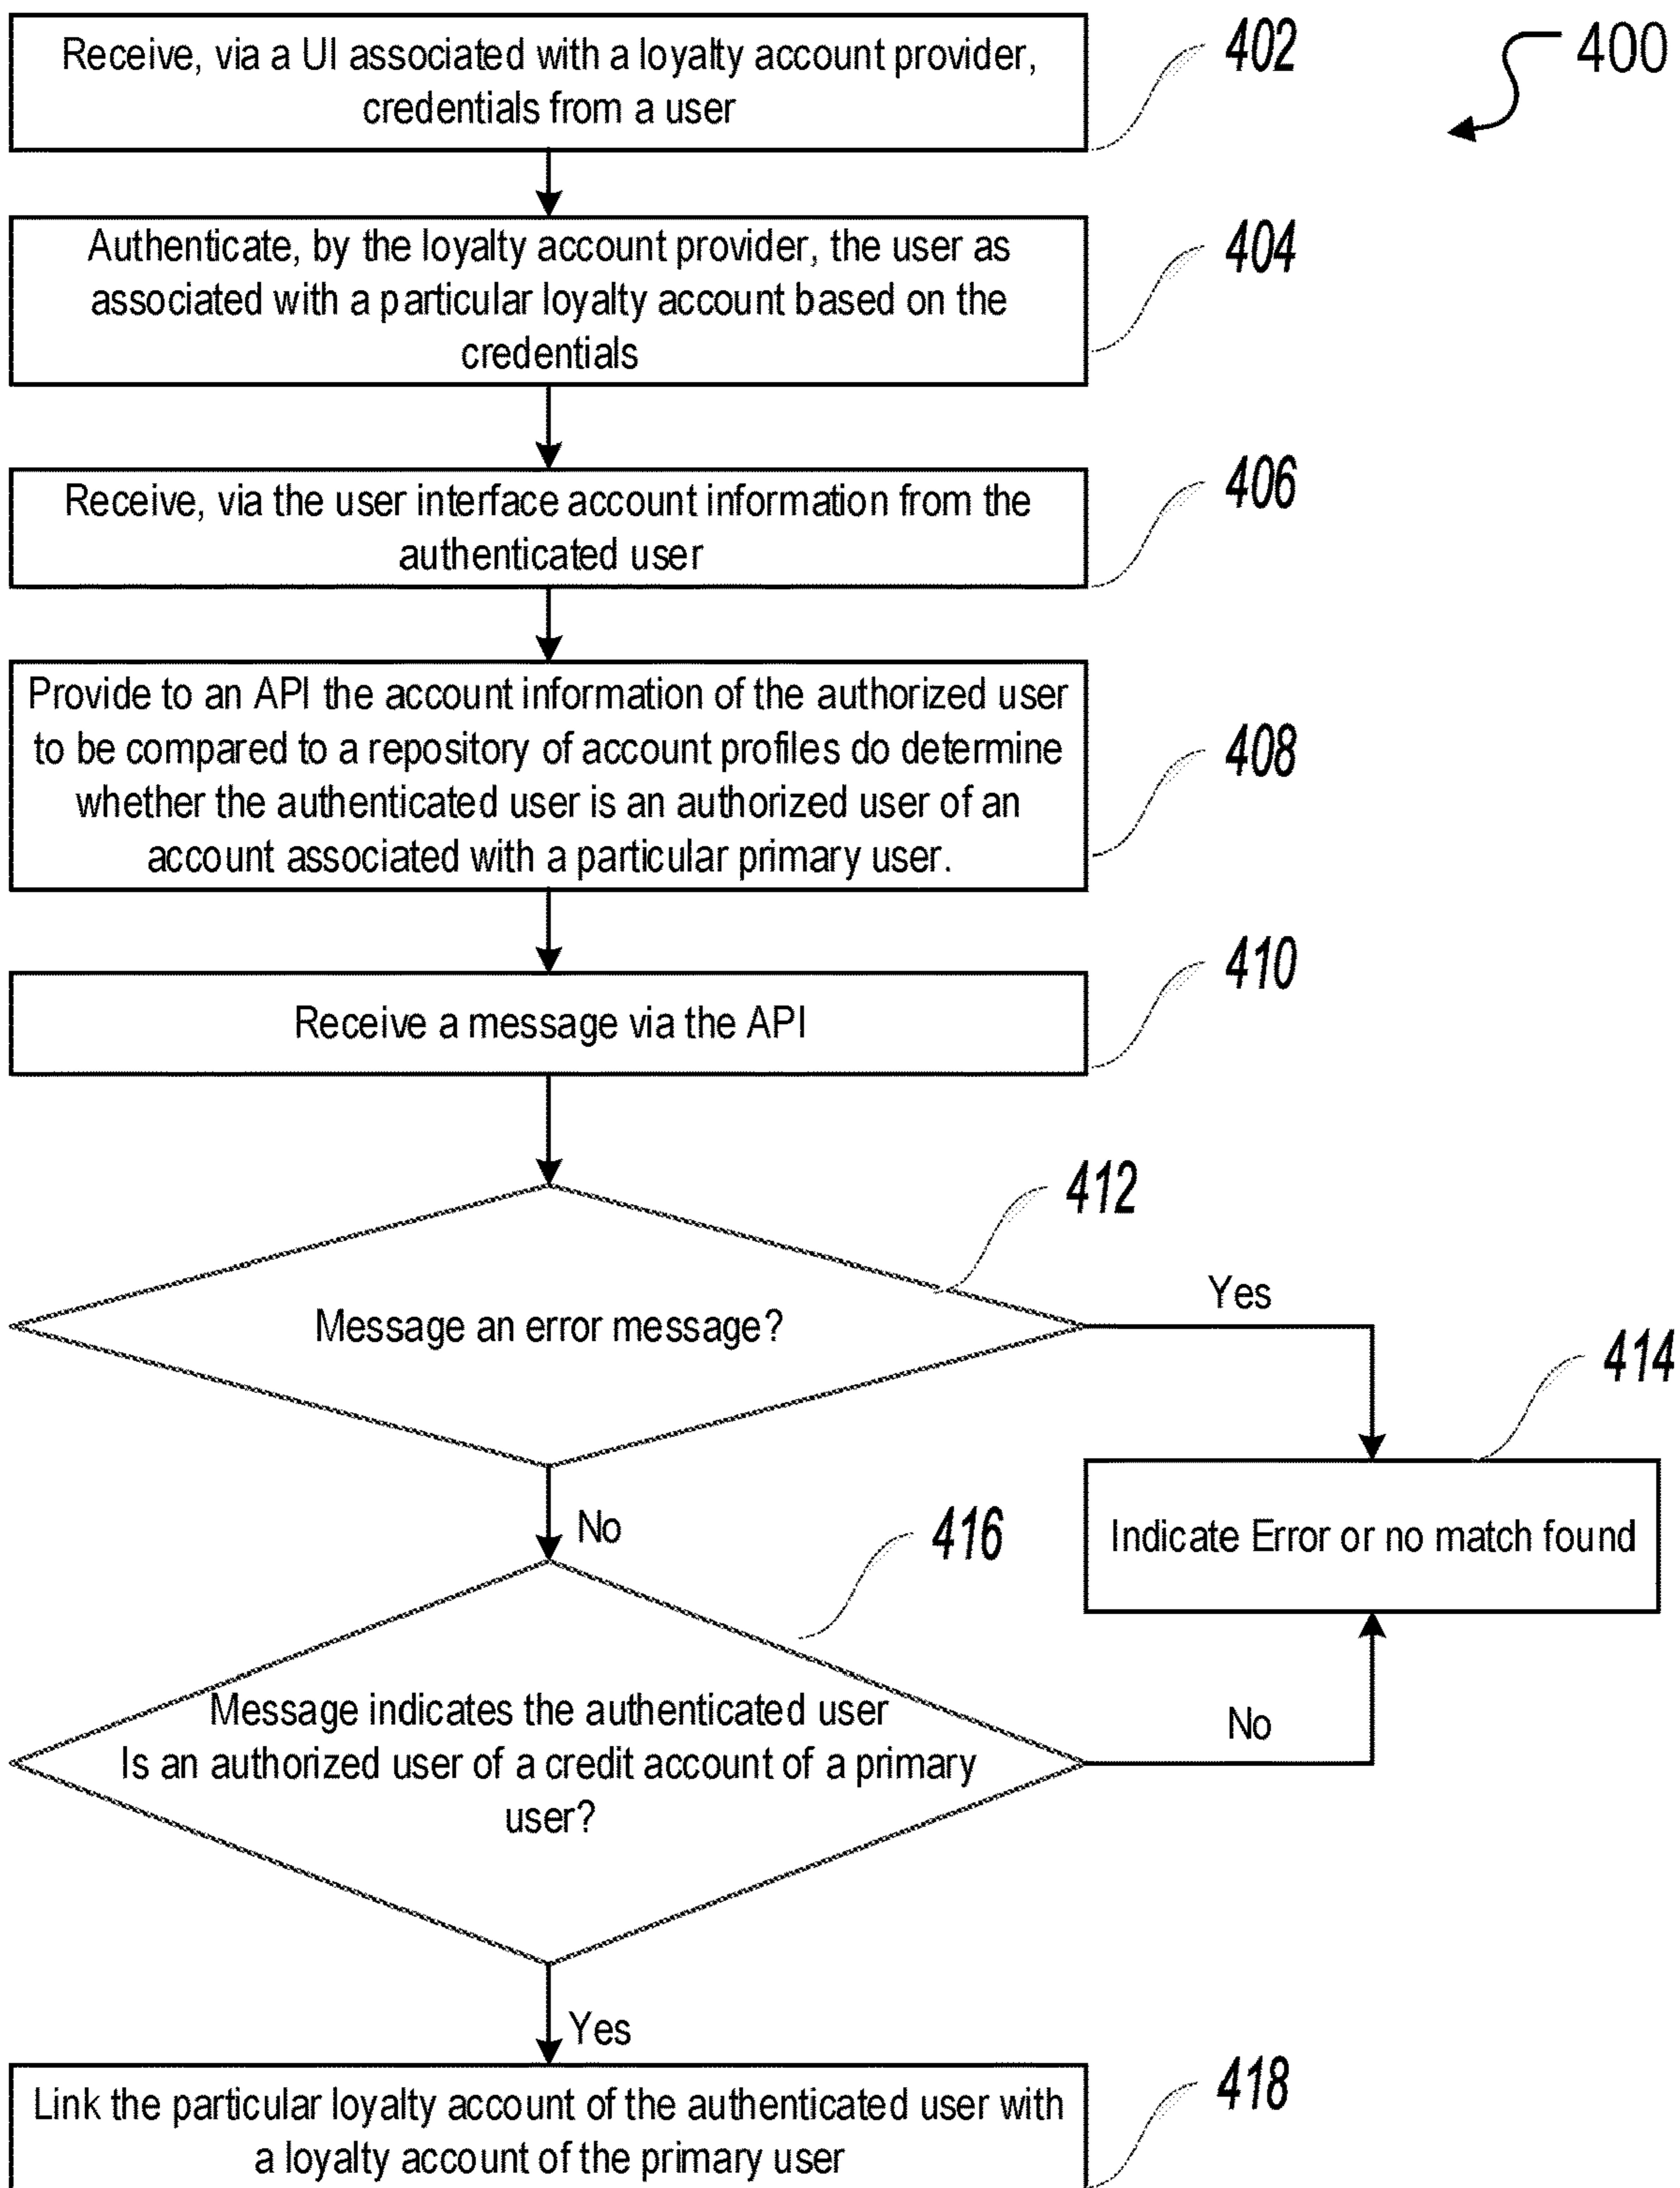 Receive, via a UI associated with a loyalty account provider,
credentials from a user
402
400
Authenticate, by the loyalty account provider, the user as
associated with a particular loyalty account based on the
credentials
404
Receive, via the user interface account information from the
authenticated user
406
Provide to an API the account information of the authorized user
to be compared to a repository of account profiles do determine
whether the authenticated user is an authorized user of an
account associated with a particular primary user.
408
Receive a message via the API
410
Message an error message?
412
Yes
414
Indicate Error or no match found
No
416
Message indicates the authenticated user
Is an authorized user of a credit account of a primary
user?
No
Yes
Link the particular loyalty account of the authenticated user with
a loyalty account of the primary user
418